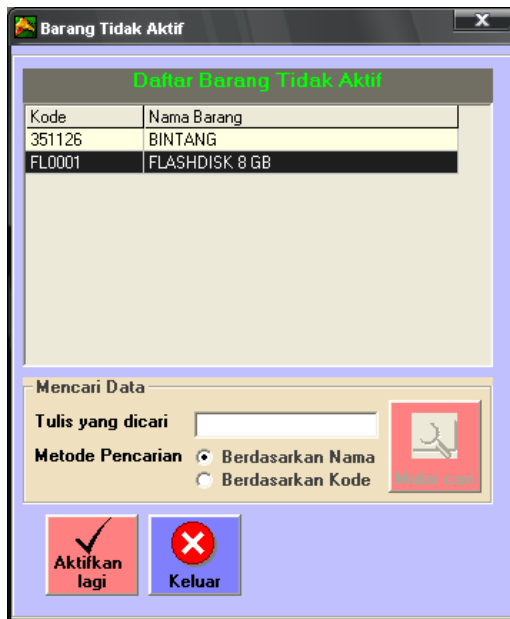 Barang Tidak Aktif
Daftar Barang Tidak Aktif
Kode Nama Barang
351126 BINTANG
FL0001 FLASHDISK 8 GB
Mencari Data
Tulis yang dicari
Metode Pencarian Berdasarkan Nama
Berdasarkan Kode
Mulai cari
Aktifkan
lagi
Keluar